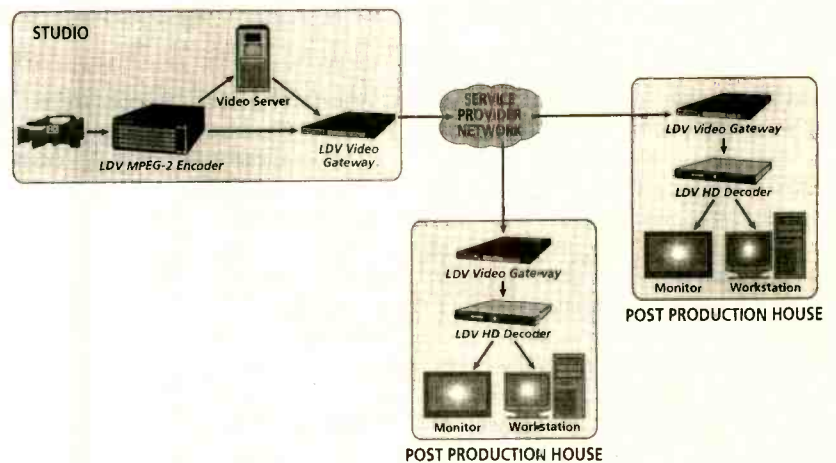 STUDIO
Video Server
LDV MPEG-2 Encoder
LDV Video
Gateway
SERVICE
PROVIDER
NETWORK
LDV Video Gateway
LDV HD Decoder
Monitor
Workstation
POST PRODUCTION HOUSE
LDV Video Gateway
LDV HD Decoder
Monitor
Workstation
POST PRODUCTION HOUSE